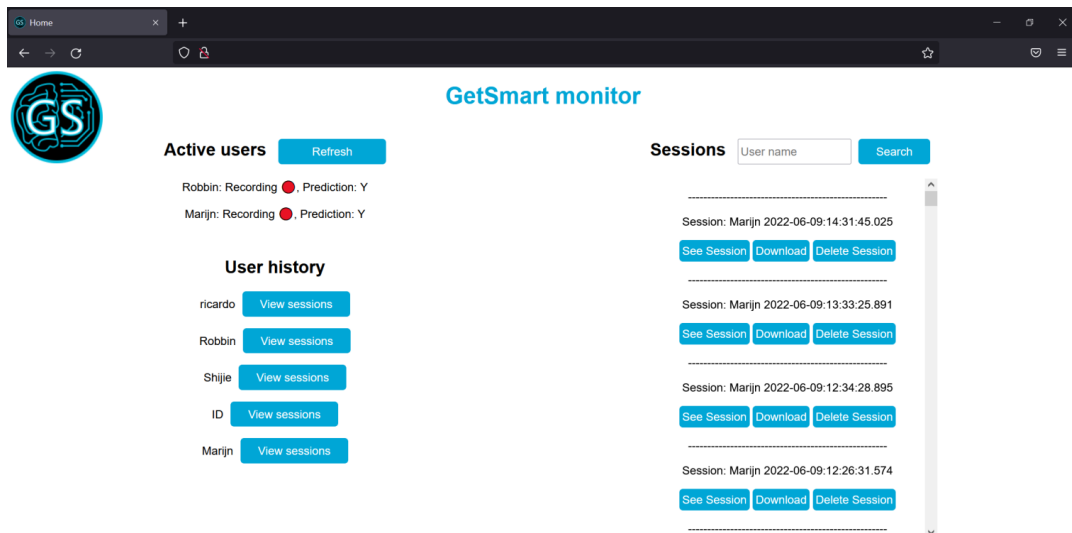 GS Home
GS
GetSmart monitor
Active users Refresh
Robbin: Recording , Prediction: Y
Marijn: Recording , Prediction: Y
User history
ricardo View sessions
Robbin View sessions
Shijie View sessions
ID View sessions
Marijn View sessions
Sessions User name Search
----------------------------------------------------
Session: Marijn 2022-06-09:14:31:45.025
See Session Download Delete Session
----------------------------------------------------
Session: Marijn 2022-06-09:13:33:25.891
See Session Download Delete Session
----------------------------------------------------
Session: Marijn 2022-06-09:12:34:28.895
See Session Download Delete Session
----------------------------------------------------
Session: Marijn 2022-06-09:12:26:31.574
See Session Download Delete Session
----------------------------------------------------